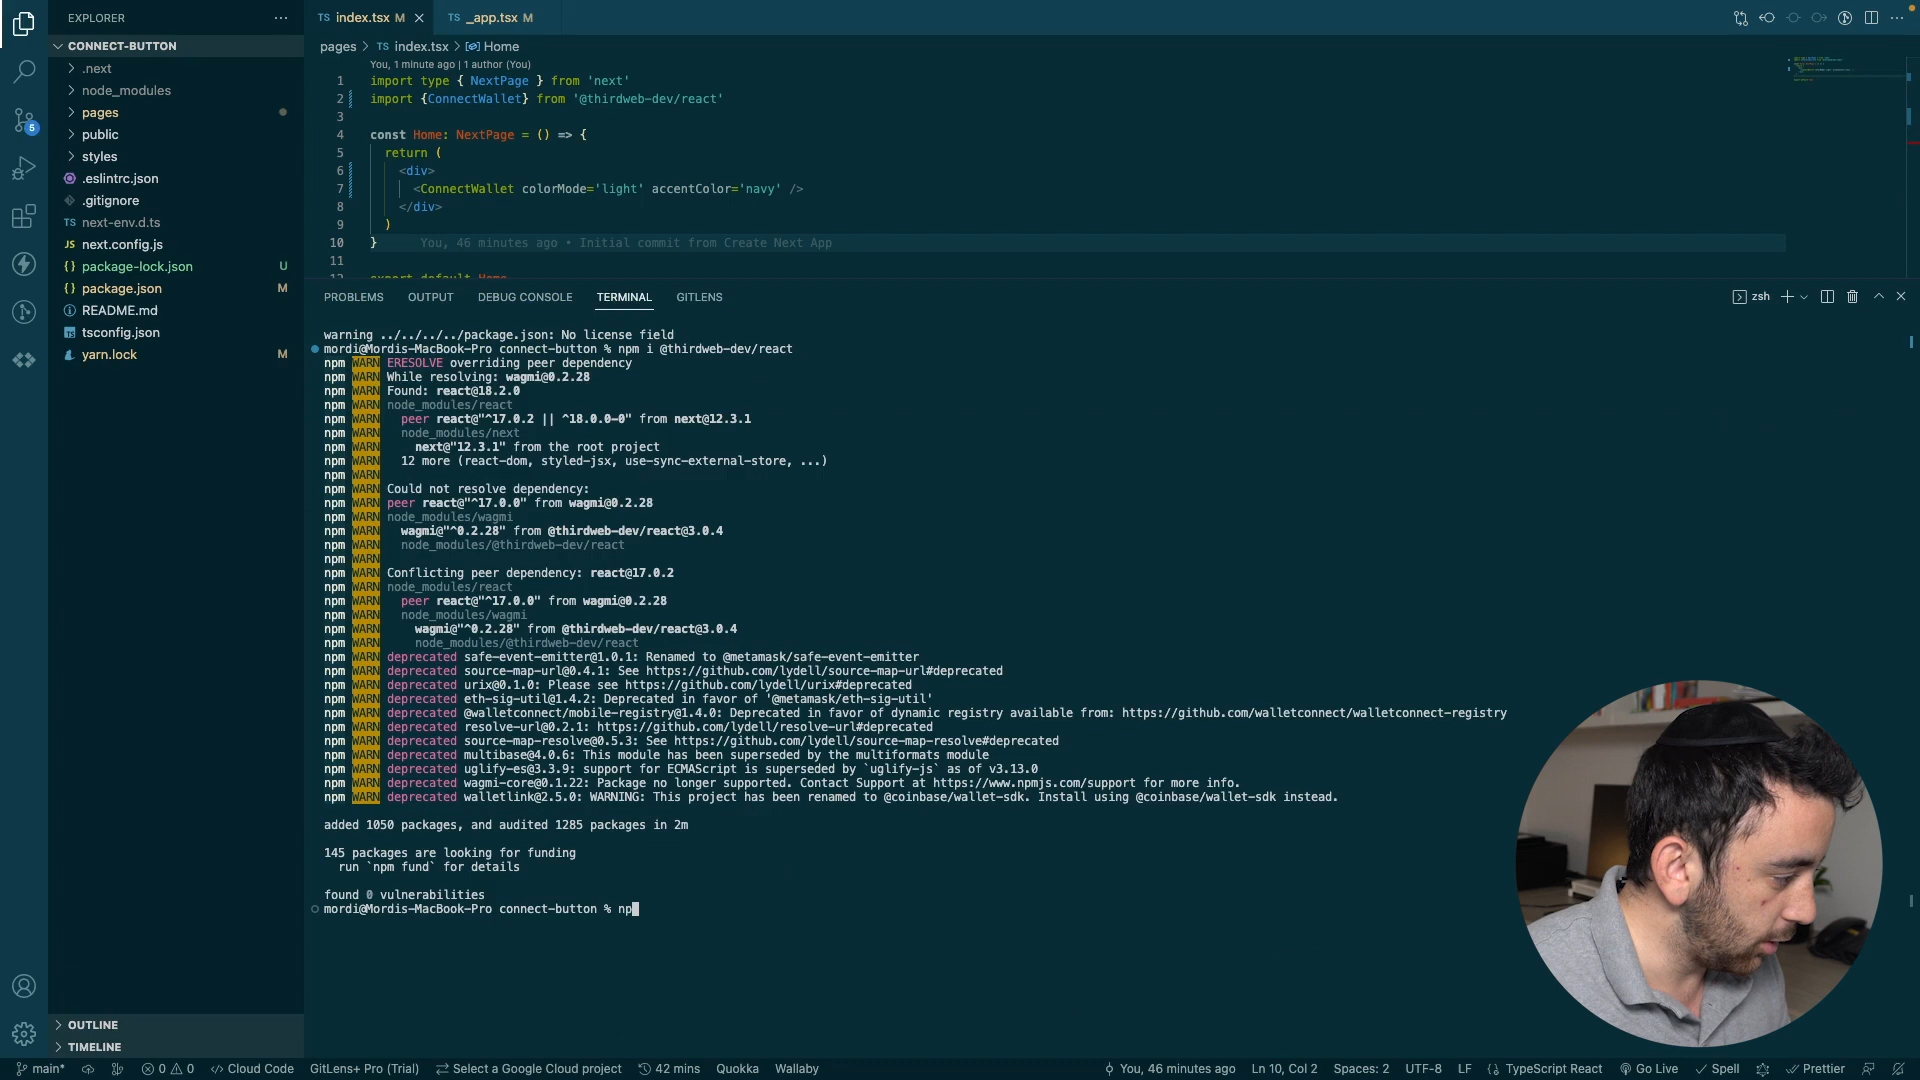 EXPLORER
CONNECT-BUTTON
.next
node_modules
pages
public
styles
.eslintrc.json
.gitignore
TS next-env.d.ts
JS next.config.js
{} package-lock.json U
{} package.json M
README.md
TS tsconfig.json
yarn.lock M
5
OUTLINE
TIMELINE
TS index.tsx M
TS _app.tsx M
pages > TS index.tsx > Home
You, 1 minute ago | 1 author (You)
1 import type { NextPage } from 'next'
2 import {ConnectWallet} from '@thirdweb-dev/react'
3
4 const Home: NextPage = () => {
5 return (
6 <div>
7 <ConnectWallet colorMode='light' accentColor='navy' />
8 </div>
9 )
10 } You, 46 minutes ago • Initial commit from Create Next App
11
12 export default Home
PROBLEMS OUTPUT DEBUG CONSOLE TERMINAL GITLENS
zsh
warning ../../../../package.json: No license field
mordi@Mordis-MacBook-Pro connect-button % npm i @thirdweb-dev/react
npm WARN ERESOLVE overriding peer dependency
npm WARN While resolving: wagmi@0.2.28
npm WARN Found: react@18.2.0
npm WARN node_modules/react
npm WARN peer react@"^17.0.2 || ^18.0.0-0" from next@12.3.1
npm WARN node_modules/next
npm WARN next@"12.3.1" from the root project
npm WARN 12 more (react-dom, styled-jsx, use-sync-external-store, ...)
npm WARN
npm WARN Could not resolve dependency:
npm WARN peer react@"^17.0.0" from wagmi@0.2.28
npm WARN node_modules/wagmi
npm WARN wagmi@"^0.2.28" from @thirdweb-dev/react@3.0.4
npm WARN node_modules/@thirdweb-dev/react
npm WARN
npm WARN Conflicting peer dependency: react@17.0.2
npm WARN node_modules/react
npm WARN peer react@"^17.0.0" from wagmi@0.2.28
npm WARN node_modules/wagmi
npm WARN wagmi@"^0.2.28" from @thirdweb-dev/react@3.0.4
npm WARN node_modules/@thirdweb-dev/react
npm WARN deprecated safe-event-emitter@1.0.1: Renamed to @metamask/safe-event-emitter
npm WARN deprecated source-map-url@0.4.1: See https://github.com/lydell/source-map-url#deprecated
npm WARN deprecated urix@0.1.0: Please see https://github.com/lydell/urix#deprecated
npm WARN deprecated eth-sig-util@1.4.2: Deprecated in favor of '@metamask/eth-sig-util'
npm WARN deprecated @walletconnect/mobile-registry@1.4.0: Deprecated in favor of dynamic registry available from: https://github.com/walletconnect/walletconnect-registry
npm WARN deprecated resolve-url@0.2.1: https://github.com/lydell/resolve-url#deprecated
npm WARN deprecated source-map-resolve@0.5.3: See https://github.com/lydell/source-map-resolve#deprecated
npm WARN deprecated multibase@4.0.6: This module has been superseded by the multiformats module
npm WARN deprecated uglify-es@3.3.9: support for ECMAScript is superseded by `uglify-js` as of v3.13.0
npm WARN deprecated wagmi-core@0.1.22: Package no longer supported. Contact Support at https://www.npmjs.com/support for more info.
npm WARN deprecated walletlink@2.5.0: WARNING: This project has been renamed to @coinbase/wallet-sdk. Install using @coinbase/wallet-sdk instead.
added 1050 packages, and audited 1285 packages in 2m
145 packages are looking for funding
run `npm fund` for details
found 0 vulnerabilities
mordi@Mordis-MacBook-Pro connect-button % np
main* 0 0 Cloud Code GitLens+ Pro (Trial) Select a Google Cloud project 42 mins Quokka Wallaby You, 46 minutes ago Ln 10, Col 2 Spaces: 2 UTF-8 LF TypeScript React Go Live Spell Prettier